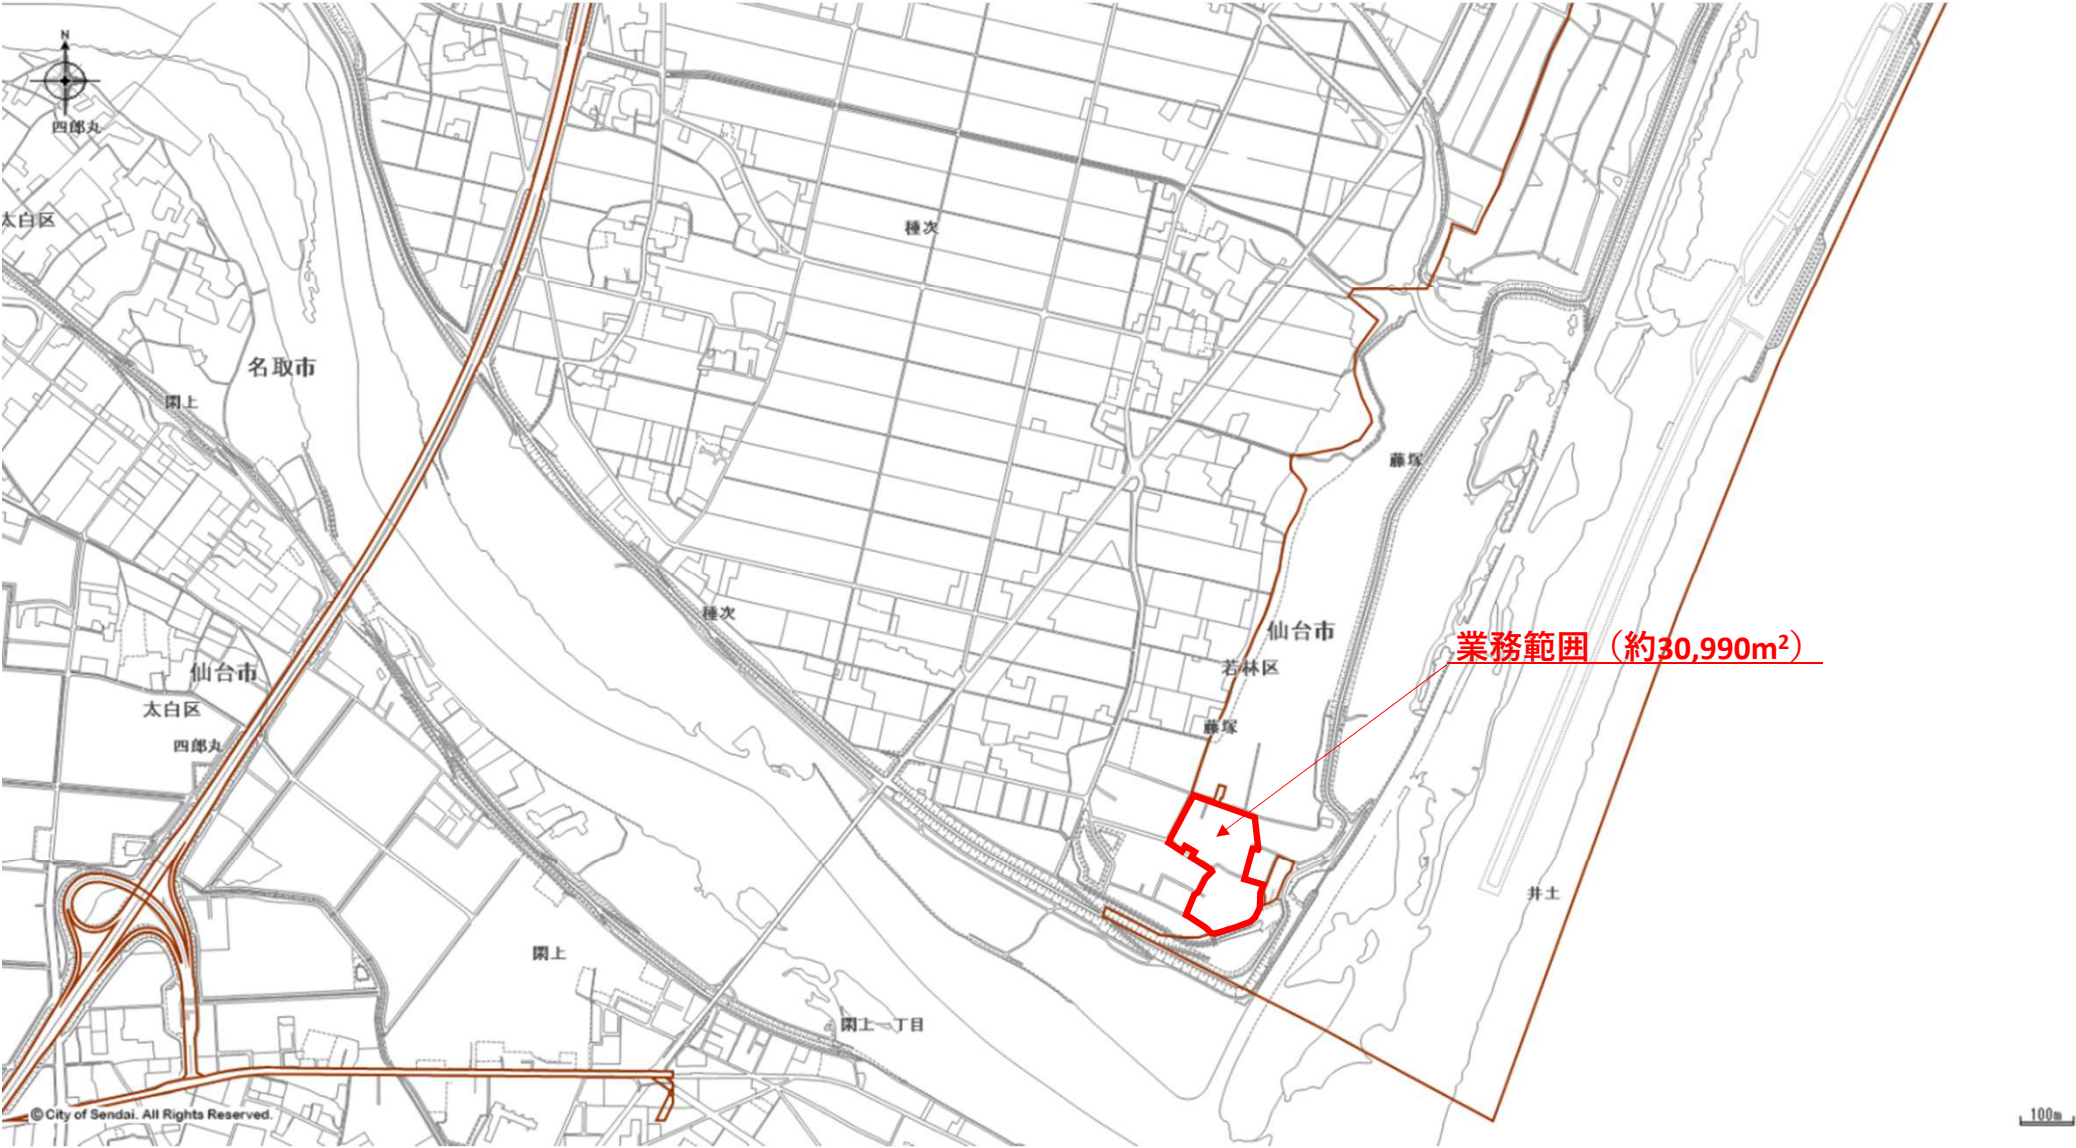 N
四郎丸
太白区
種次
名取市
閖上
藤塚
種次
仙台市
若林区
業務範囲（約30,990m²）
仙台市
太白区
藤塚
四郎丸
井土
閖上
閖上一丁目
©City of Sendai. All Rights Reserved.
100m